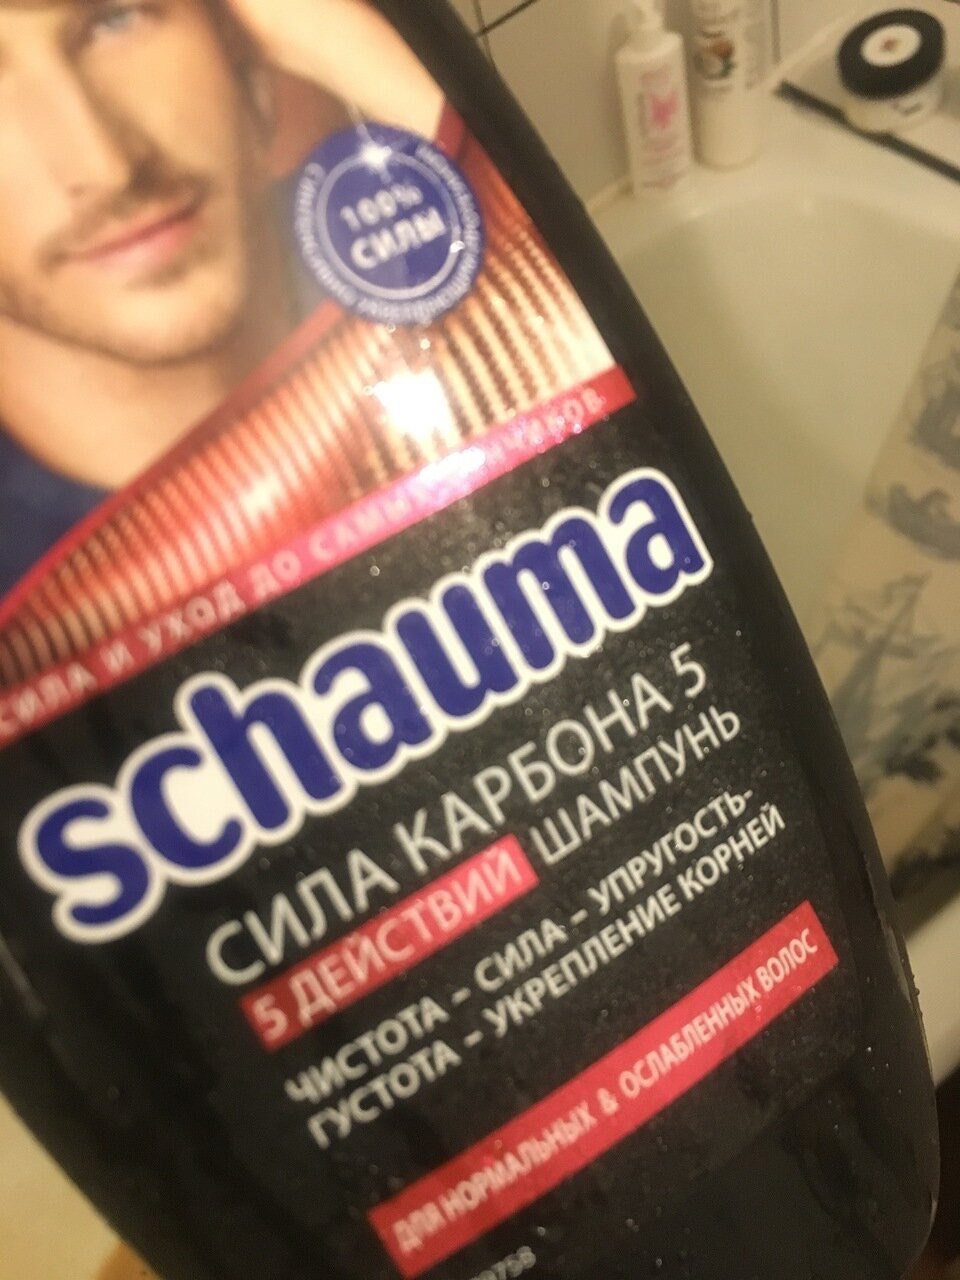 100%
СИЛЫ
СИЛА И УХОД ДО САМЫХ КОНЧИКОВ
schauma
СИЛА КАРБОНА 5
5 ДЕЙСТВИЙ ШАМПУНЬ
ЧИСТОТА – СИЛА – УПРУГОСТЬ-
ГУСТОТА – УКРЕПЛЕНИЕ КОРНЕЙ
ДЛЯ НОРМАЛЬНЫХ & ОСЛАБЛЕННЫХ ВОЛОС